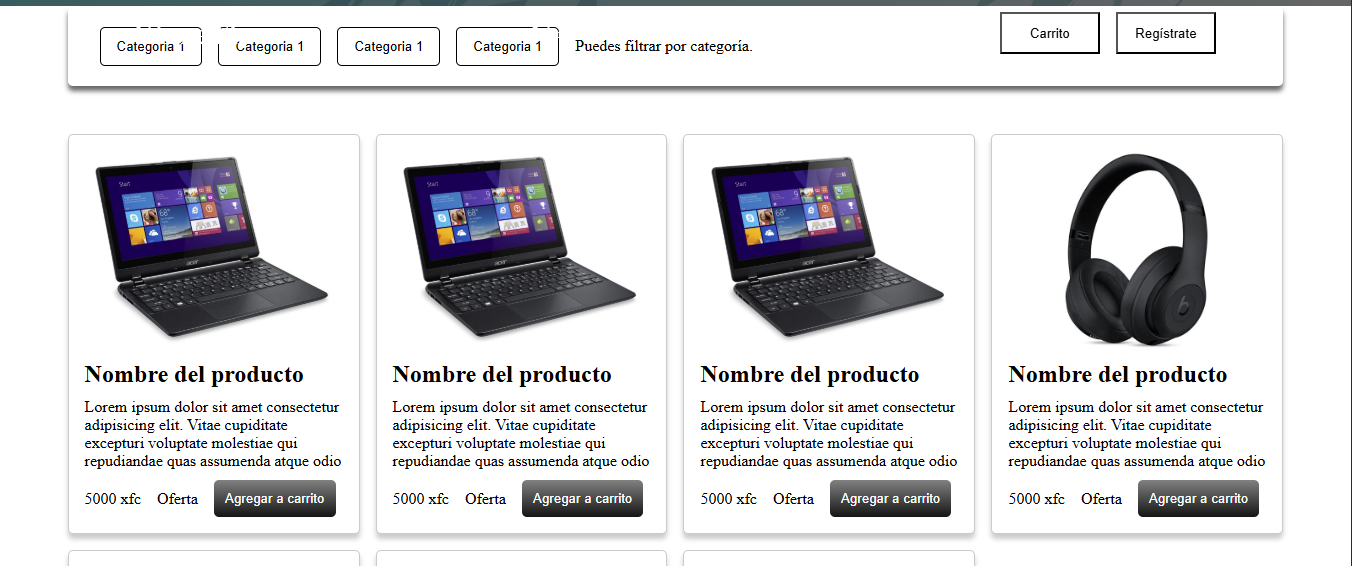 Categoria 1 Categoria 1 Categoria 1 Categoria 1 Puedes filtrar por categoría. Carrito Regístrate
Start Start Start
acer acer acer
Nombre del producto Nombre del producto Nombre del producto Nombre del producto
Lorem ipsum dolor sit amet consectetur
adipisicing elit. Vitae cupiditate
excepturi voluptate molestiae qui
repudiandae quas assumenda atque odio
5000 xfc Oferta Agregar a carrito
Lorem ipsum dolor sit amet consectetur
adipisicing elit. Vitae cupiditate
excepturi voluptate molestiae qui
repudiandae quas assumenda atque odio
5000 xfc Oferta Agregar a carrito
Lorem ipsum dolor sit amet consectetur
adipisicing elit. Vitae cupiditate
excepturi voluptate molestiae qui
repudiandae quas assumenda atque odio
5000 xfc Oferta Agregar a carrito
Lorem ipsum dolor sit amet consectetur
adipisicing elit. Vitae cupiditate
excepturi voluptate molestiae qui
repudiandae quas assumenda atque odio
5000 xfc Oferta Agregar a carrito